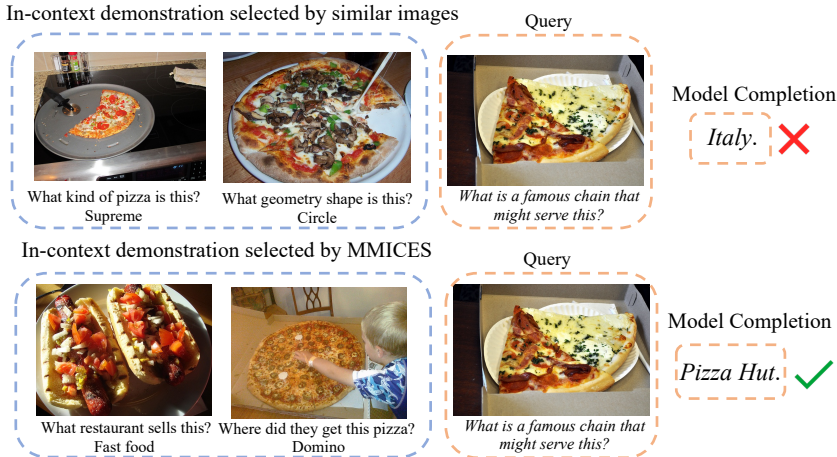 In-context demonstration selected by similar images
Query
What kind of pizza is this?
Supreme
What geometry shape is this?
Circle
What is a famous chain that
might serve this?
Model Completion
Italy.
In-context demonstration selected by MMICES
Query
What restaurant sells this?
Fast food
Where did they get this pizza?
Domino
What is a famous chain that
might serve this?
Model Completion
Pizza Hut.